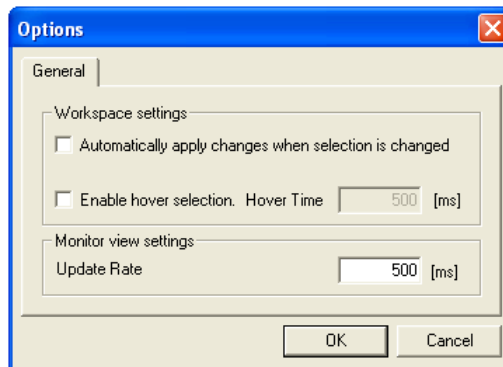 Options
General
Workspace settings
Automatically apply changes when selection is changed
Enable hover selection. Hover Time 500 [ms]
Monitor view settings
Update Rate 500 [ms]
OK Cancel